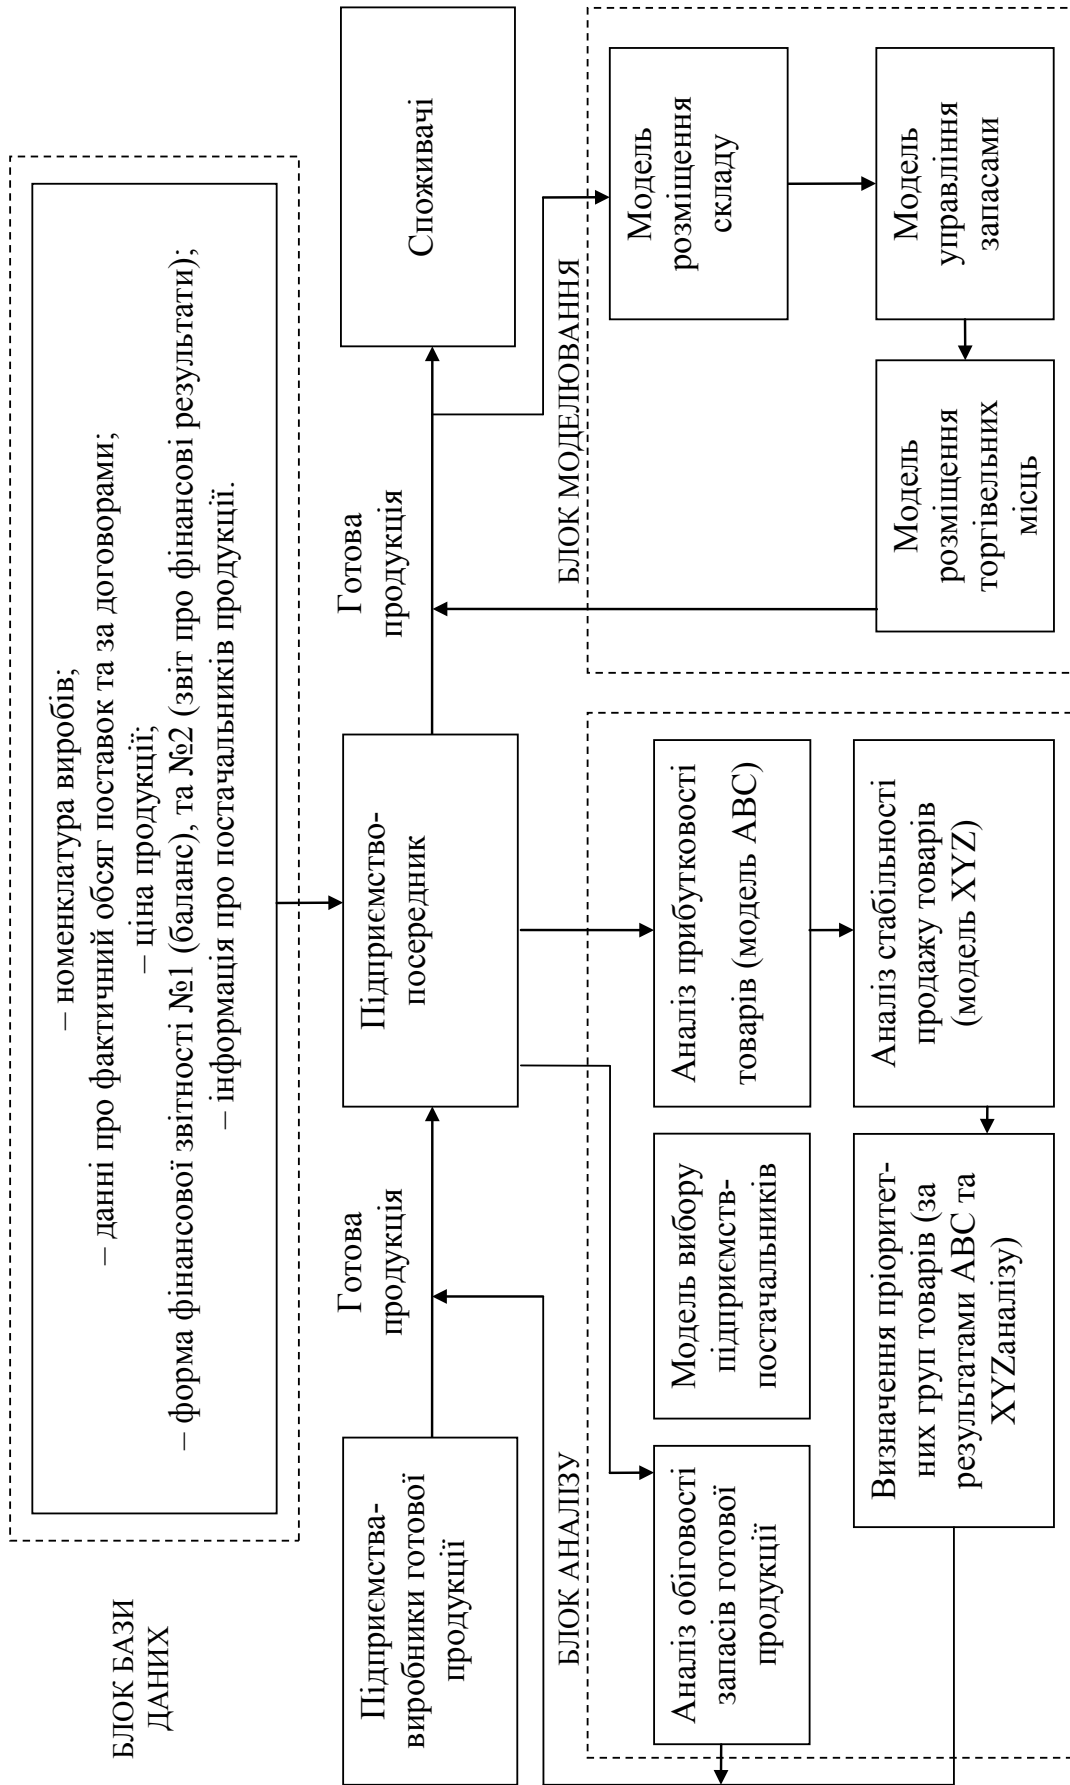 БЛОК БАЗИ
ДАНИХ
– номенклатура виробів;
– данні про фактичний обсяг поставок та за договорами;
– ціна продукції;
– форма фінансової звітності №1 (баланс), та №2 (звіт про фінансові результати);
– інформація про постачальників продукції.
Підприємства-
виробники готової
продукції
Готова
продукція
Підприємство-
посередник
Готова
продукція
Споживачі
БЛОК АНАЛІЗУ
Аналіз обіговості
запасів готової
продукції
Модель вибору
підприємств-
постачальників
Аналіз прибутковості
товарів (модель АВС)
Визначення пріоритет-
них груп товарів (за
результатами АВС та
XYZаналізу)
Аналіз стабільності
продажу товарів
(модель XYZ)
БЛОК МОДЕЛЮВАННЯ
Модель
розміщення
складу
Модель
розміщення
торгівельних
місць
Модель
управління
запасами